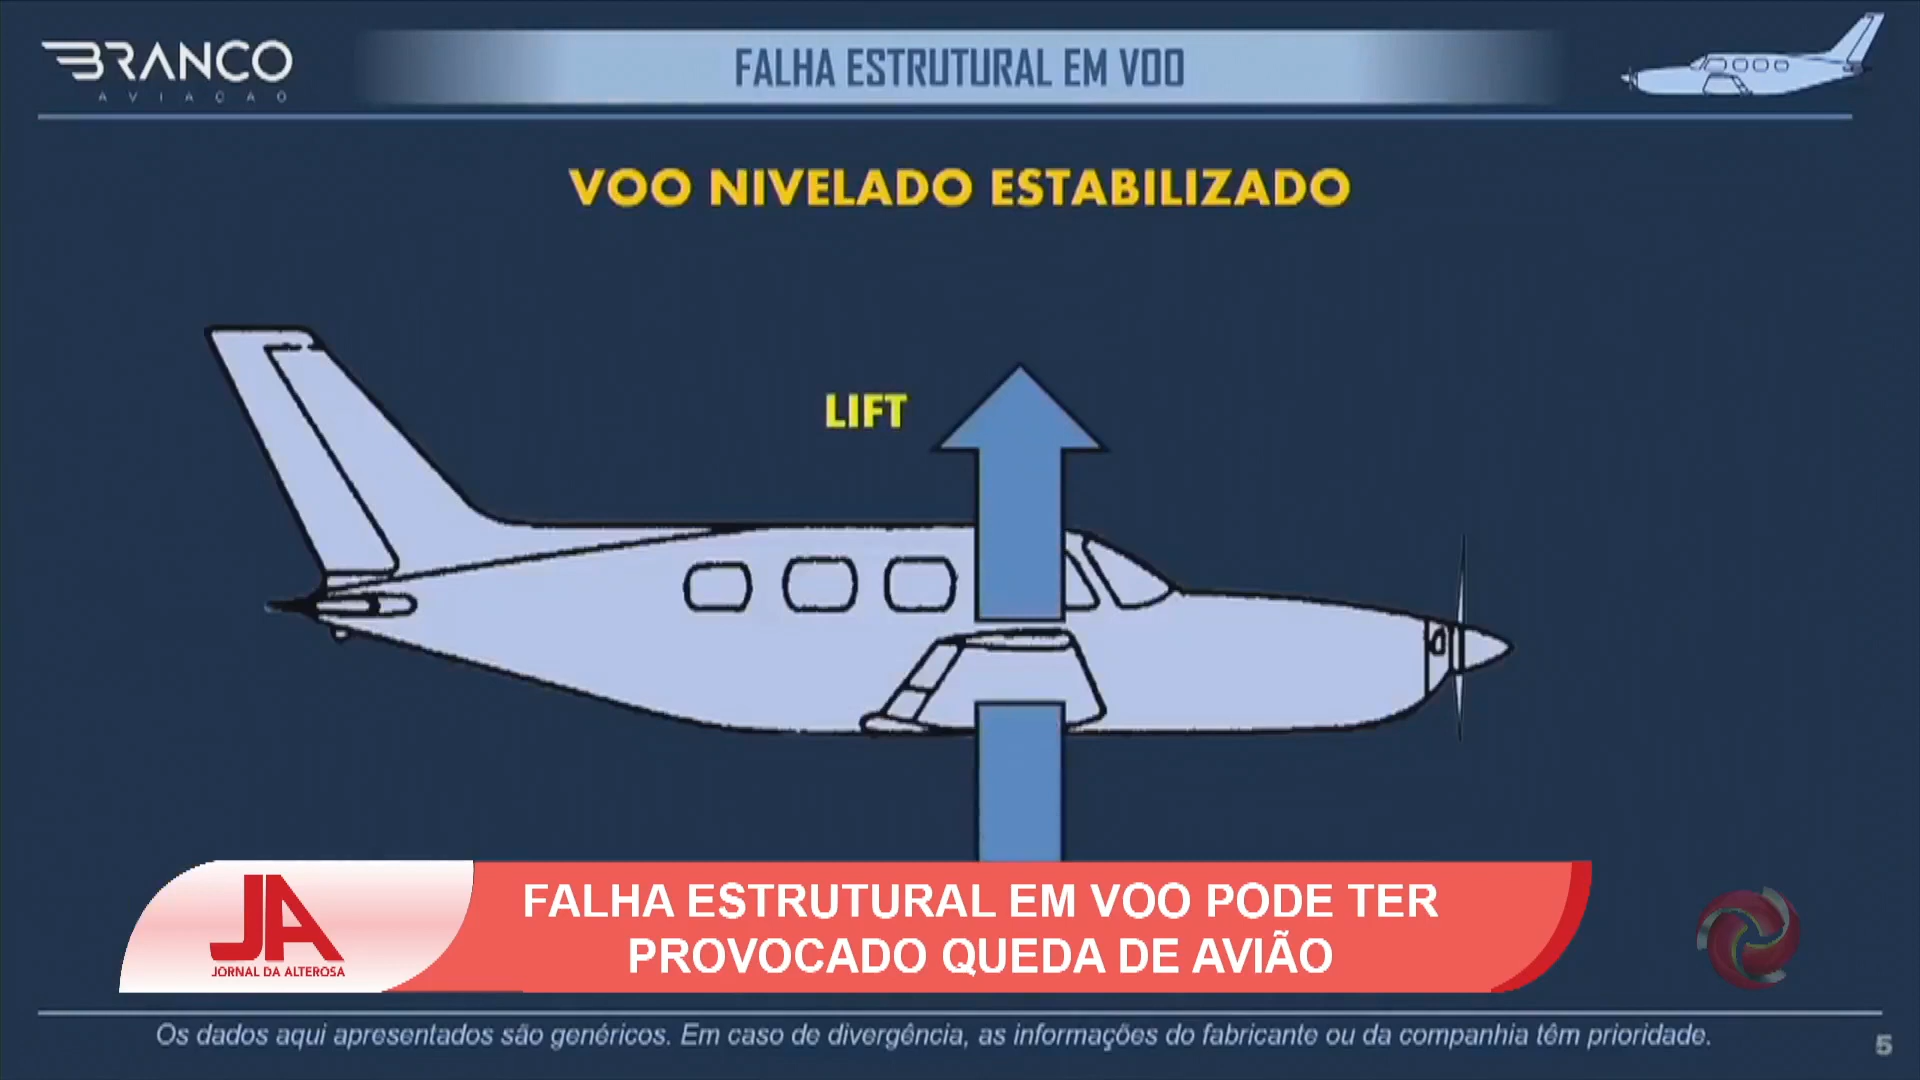 BRANCO
AVIAÇÃO
FALHA ESTRUTURAL EM VOO
VOO NIVELADO ESTABILIZADO
LIFT
JA
JORNAL DA ALTEROSA
FALHA ESTRUTURAL EM VOO PODE TER
PROVOCADO QUEDA DE AVIÃO
Os dados aqui apresentados são genéricos. Em caso de divergência, as informações do fabricante ou da companhia têm prioridade.
5